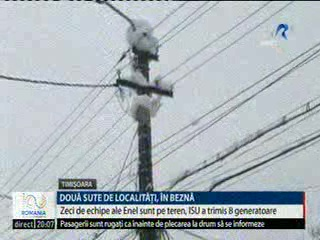 TIMIȘOARA
DOUĂ SUTE DE LOCALITĂȚI, ÎN BEZNĂ
Zeci de echipe ale Enel sunt pe teren, ISU a trimis 8 generatoare
ROMÂNIA
direct 20:07 Pasagerii sunt rugați ca înainte de plecarea la drum să se informeze